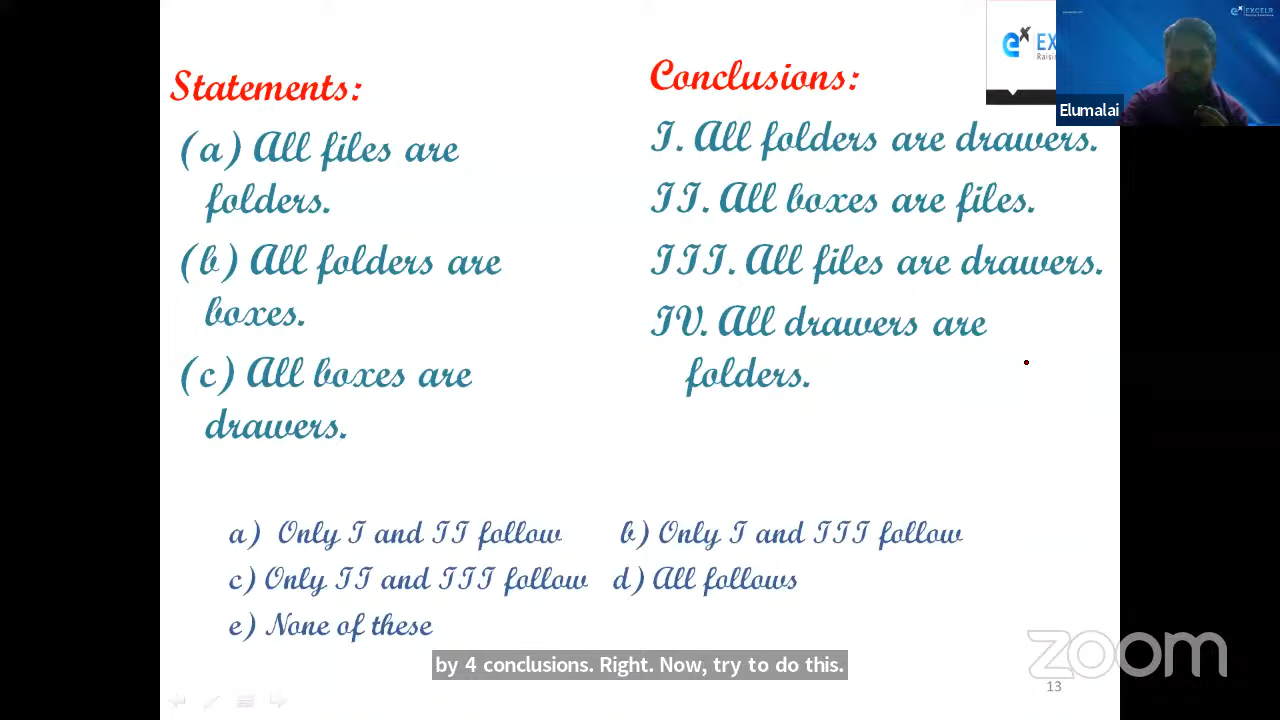 Statements:
(a) All files are
folders.
(b) All folders are
boxes.
(c) All boxes are
drawers.
Conclusions:
I. All folders are drawers.
II. All boxes are files.
III. All files are drawers.
IV. All drawers are
folders.
a) Only I and II follow b) Only I and III follow
c) Only II and III follow d) All follows
e) None of these
by 4 conclusions. Right. Now, try to do this.
Elumalai
EXCELR
zoom
13